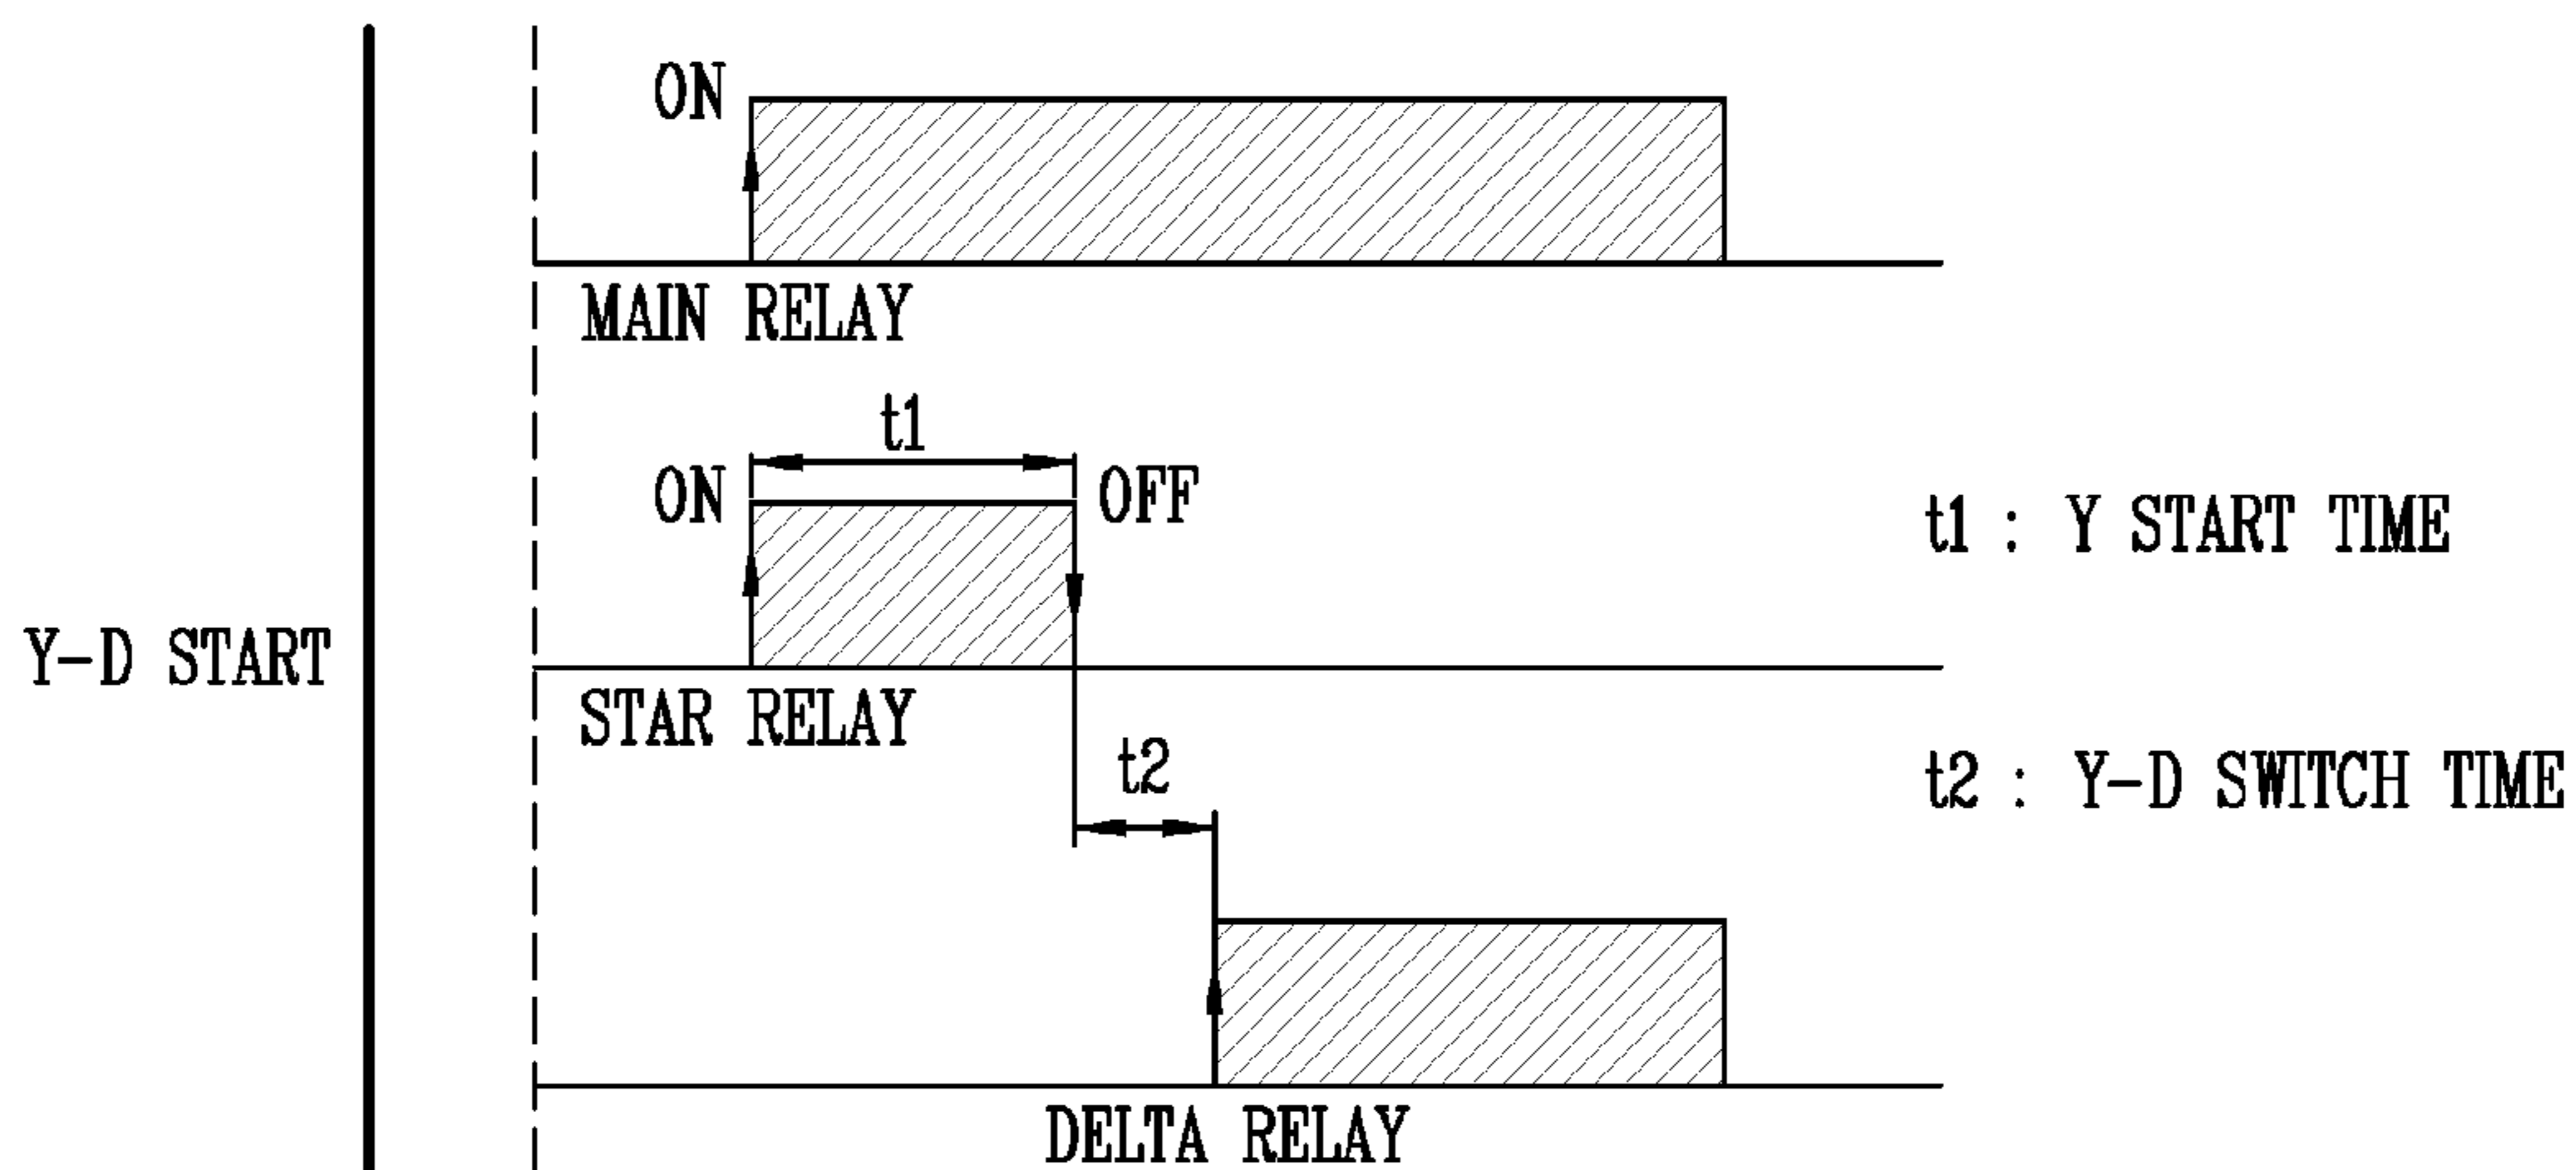 ON
MAIN RELAY
t1
ON
OFF
t1 : Y START TIME
Y-D START
STAR RELAY
t2
t2 : Y-D SWITCH TIME
DELTA RELAY